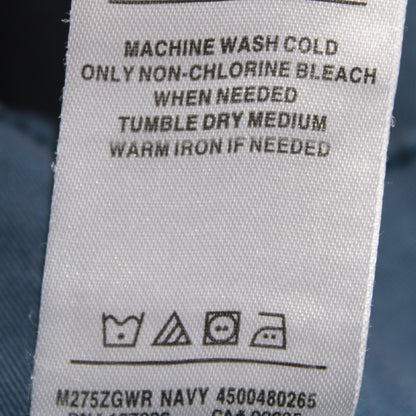 MACHINE WASH COLD
ONLY NON-CHLORINE BLEACH
WHEN NEEDED
TUMBLE DRY MEDIUM
WARM IRON IF NEEDED
M275ZGWR NAVY 4500480265